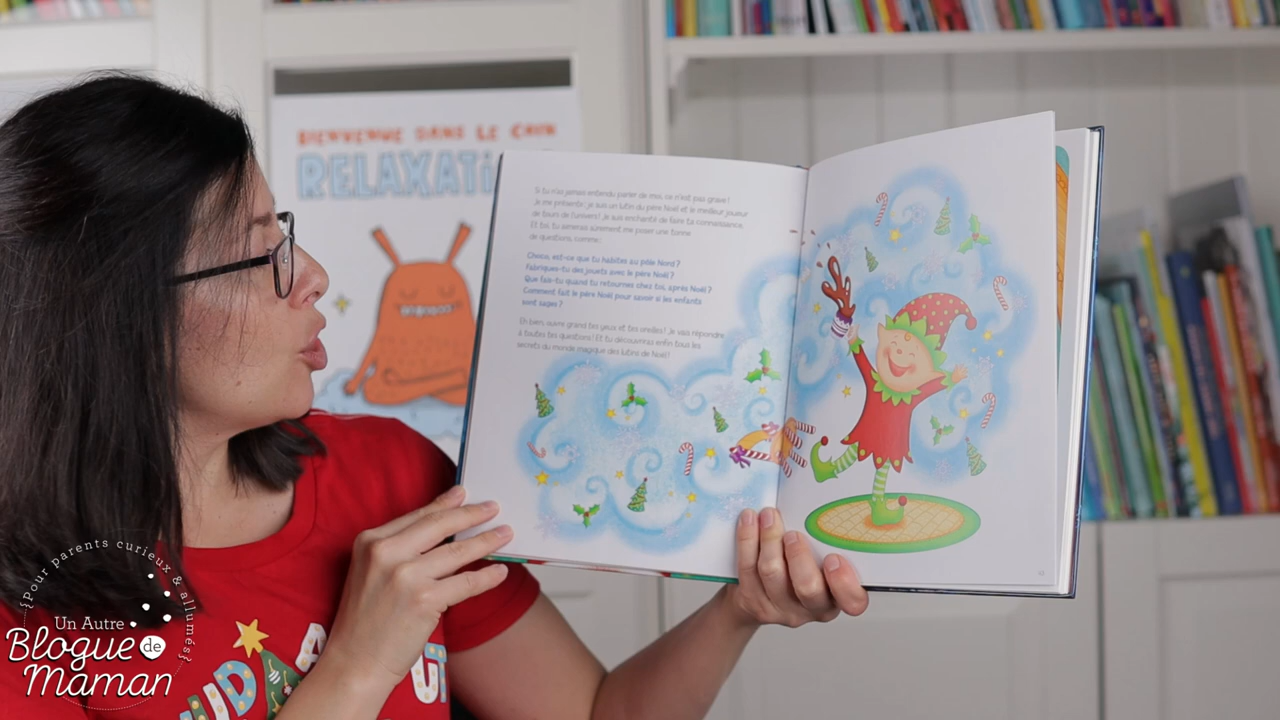 BIENVENUE DANS LE COIN
RELAXATI
Si tu n'as jamais entendu parler de moi, ce n'est pas grave!
Je me présente: je suis un lutin du père Noël et le meilleur joueur
de tours de l'univers! Je suis enchanté de faire ta connaissance.
Et toi, tu aimeras sûrement me poser une tonne
de questions, comme:
Choco, est-ce que tu habites au pôle Nord?
Fabriques-tu des jouets avec le père Noël?
Que fais-tu quand tu retournes chez toi, après Noël?
Comment fait le père Noël pour savoir si les enfants
sont sages?
Eh bien, ouvre grand tes yeux et tes oreilles! Je vais répondre
à toutes tes questions! Et tu découvriras enfin tous les
secrets du monde magique des lutins de Noël!
{Pour parents curieux & allumés}
Un Autre
Blogue de
Maman